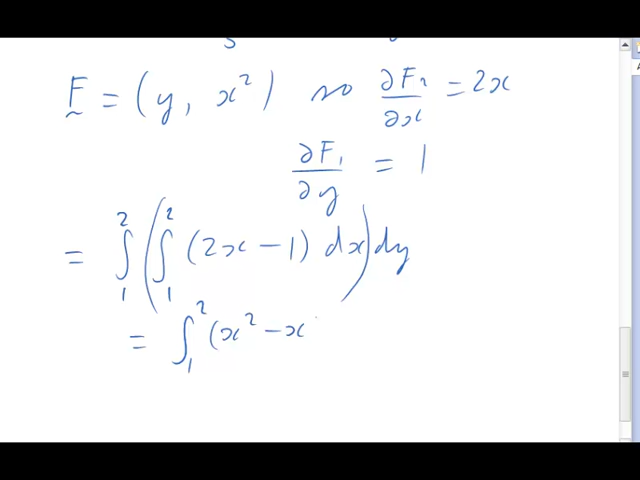 F = (y, x²) so ∂F₂/∂x = 2x
∂F₁/∂y = 1
= ∫₁² (∫₁² (2x − 1) dx) dy
= ∫₁² (x² − x